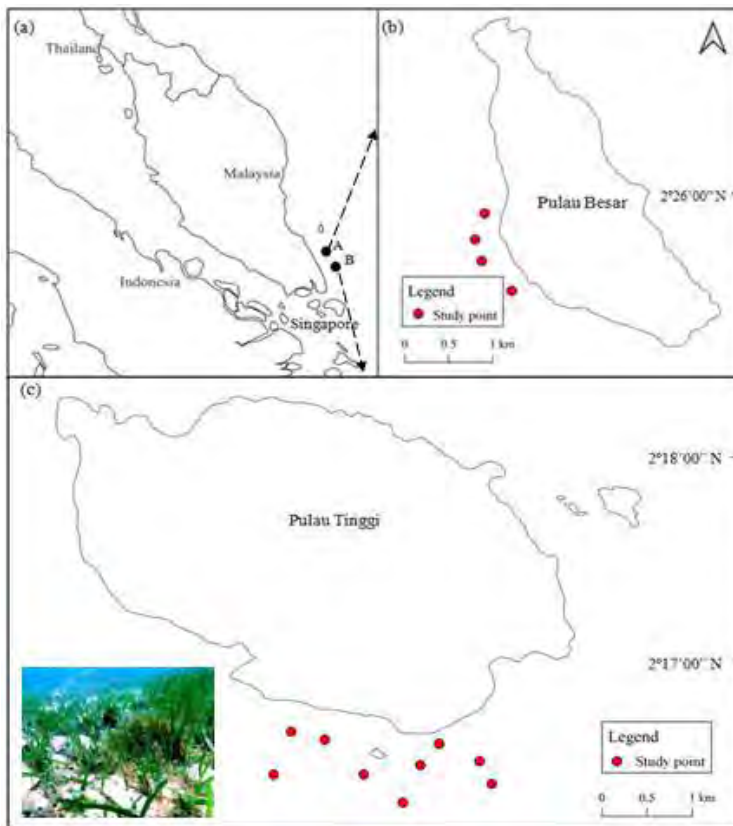 (a)
Thailand
Malaysia
A
B
Indonesia
Singapore
(b)
2°26'00" N
Pulau Besar
Legend
Study point
0 0.5 1 km
(c)
2°18'00" N
Pulau Tinggi
2°17'00" N
Legend
Study point
0 0.5 1 km